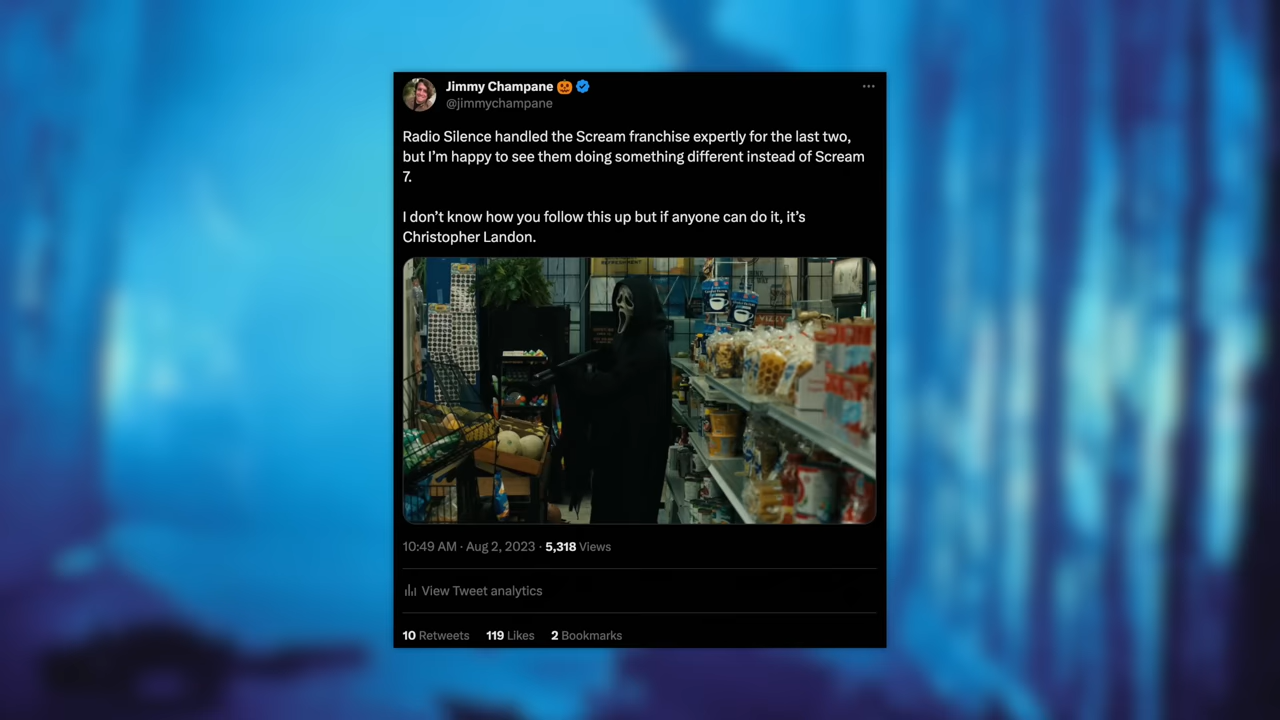 Jimmy Champane
@jimmychampane
Radio Silence handled the Scream franchise expertly for the last two,
but I’m happy to see them doing something different instead of Scream
7.
I don’t know how you follow this up but if anyone can do it, it’s
Christopher Landon.
10:49 AM · Aug 2, 2023 · 5,318 Views
View Tweet analytics
10 Retweets 119 Likes 2 Bookmarks